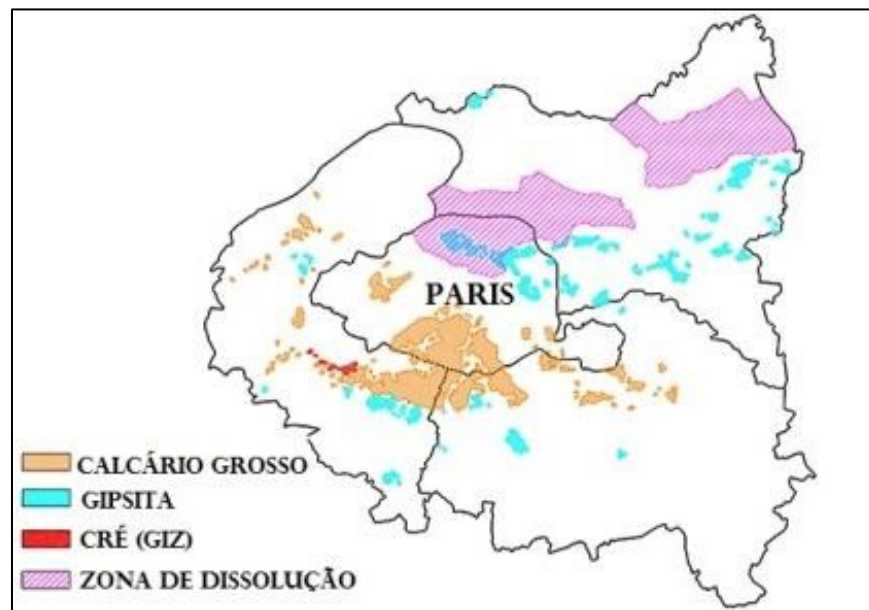 PARIS
CALCÁRIO GROSSO
GIPSITA
CRÉ (GIZ)
ZONA DE DISSOLUÇÃO